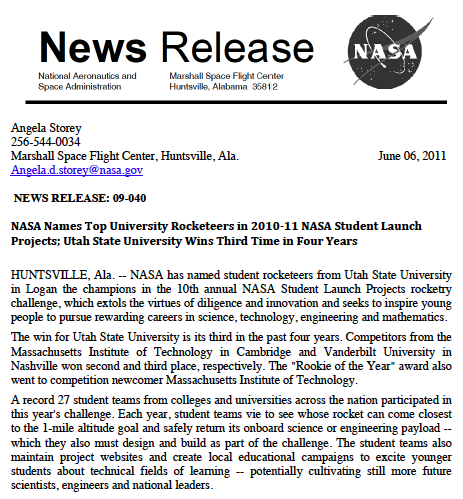 News Release
NASA
National Aeronautics and Marshall Space Flight Center
Space Administration Huntsville, Alabama 35812
Angela Storey
256-544-0034
Marshall Space Flight Center, Huntsville, Ala. June 06, 2011
Angela.d.storey@nasa.gov
NEWS RELEASE: 09-040
NASA Names Top University Rocketeers in 2010-11 NASA Student Launch
Projects; Utah State University Wins Third Time in Four Years
HUNTSVILLE, Ala. -- NASA has named student rocketeers from Utah State University
in Logan the champions in the 10th annual NASA Student Launch Projects rocketry
challenge, which extols the virtues of diligence and innovation and seeks to inspire young
people to pursue rewarding careers in science, technology, engineering and mathematics.
The win for Utah State University is its third in the past four years. Competitors from the
Massachusetts Institute of Technology in Cambridge and Vanderbilt University in
Nashville won second and third place, respectively. The "Rookie of the Year" award also
went to competition newcomer Massachusetts Institute of Technology.
A record 27 student teams from colleges and universities across the nation participated in
this year's challenge. Each year, student teams vie to see whose rocket can come closest
to the 1-mile altitude goal and safely return its onboard science or engineering payload --
which they also must design and build as part of the challenge. The student teams also
maintain project websites and create local educational campaigns to excite younger
students about technical fields of learning -- potentially cultivating still more future
scientists, engineers and national leaders.